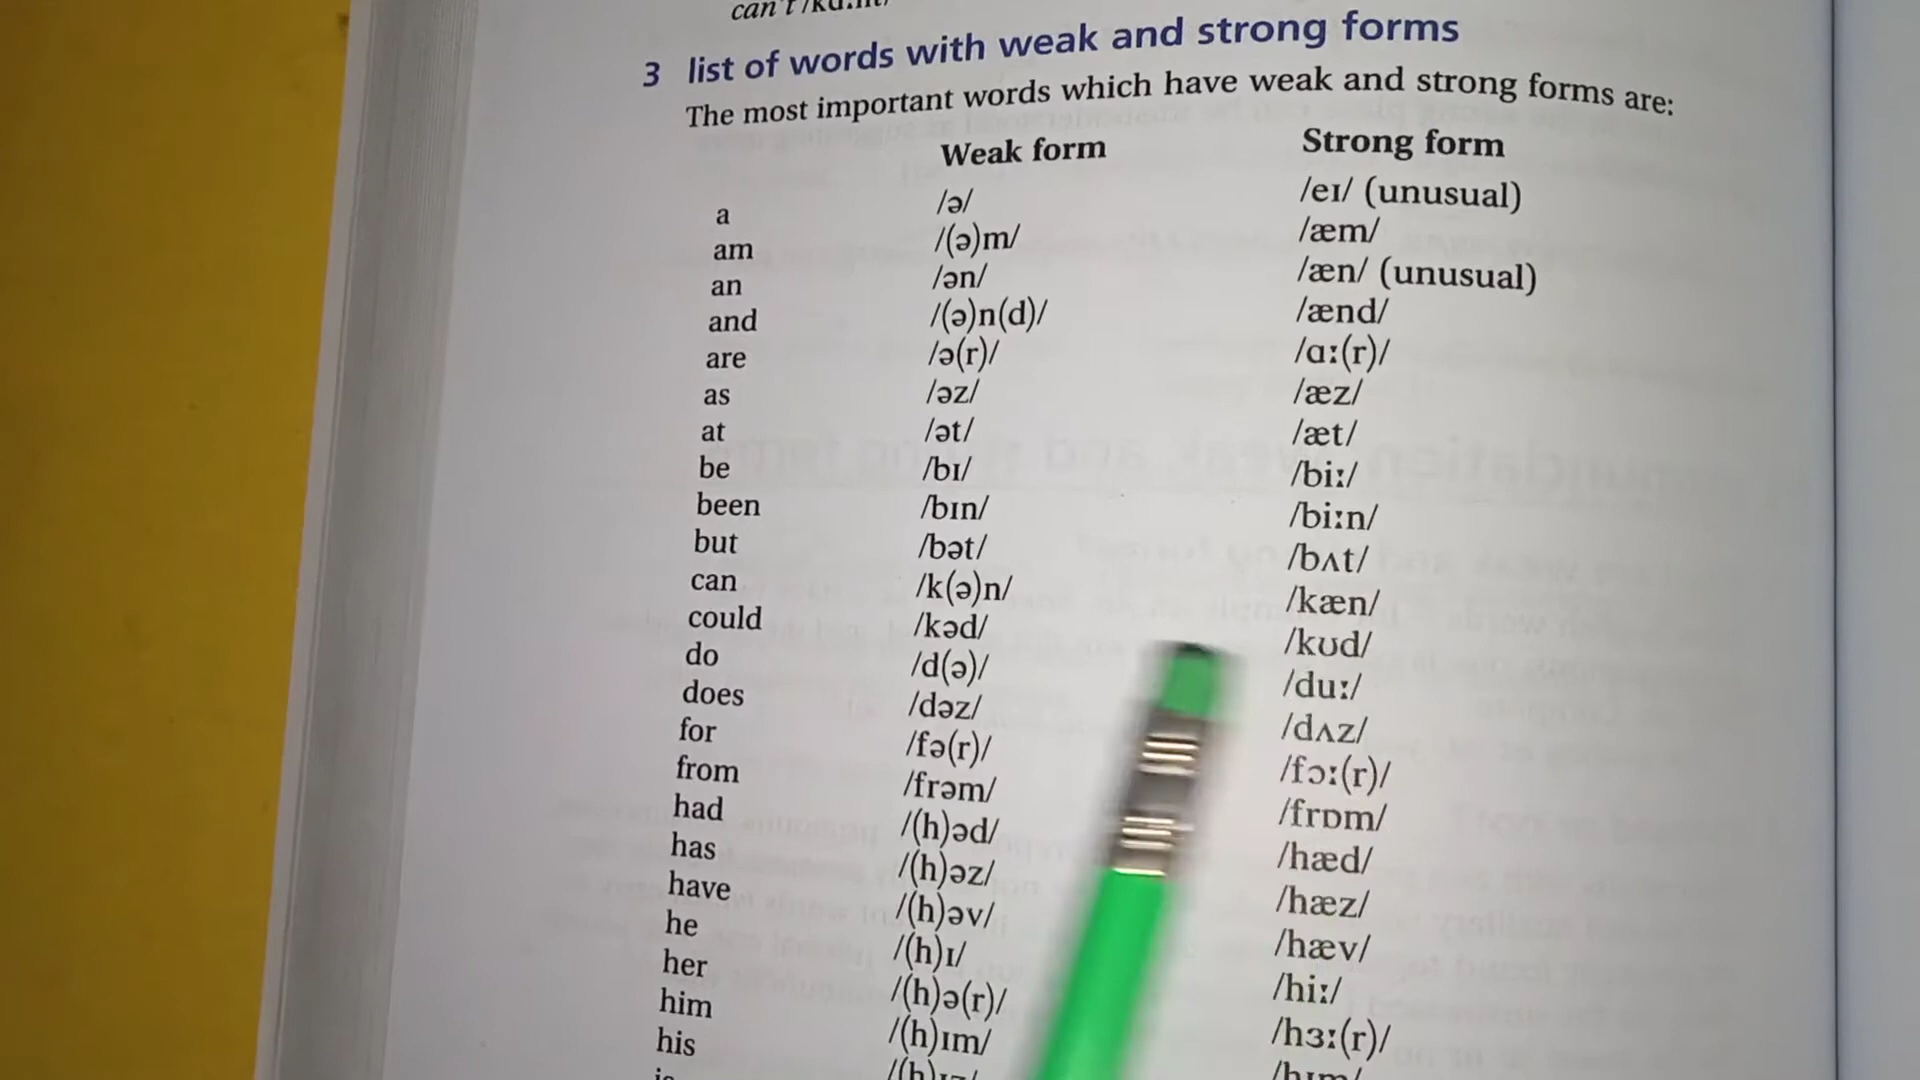 can't
3 list of words with weak and strong forms
The most important words which have weak and strong forms are:
Weak form Strong form
a /ə/ /eɪ/ (unusual)
am /(ə)m/ /æm/
an /ən/ /æn/ (unusual)
and /(ə)n(d)/ /ænd/
are /ə(r)/ /ɑː(r)/
as /əz/ /æz/
at /ət/ /æt/
be /bɪ/ /biː/
been /bɪn/ /biːn/
but /bət/ /bʌt/
can /k(ə)n/ /kæn/
could /kəd/ /kʊd/
do /d(ə)/ /duː/
does /dəz/ /dʌz/
for /fə(r)/ /fɔː(r)/
from /frəm/ /frɒm/
had /(h)əd/ /hæd/
has /(h)əz/ /hæz/
have /(h)əv/ /hæv/
he /(h)ɪ/ /hiː/
her /(h)ə(r)/ /hɜː(r)/
him /(h)ɪm/ /hɪm/
his